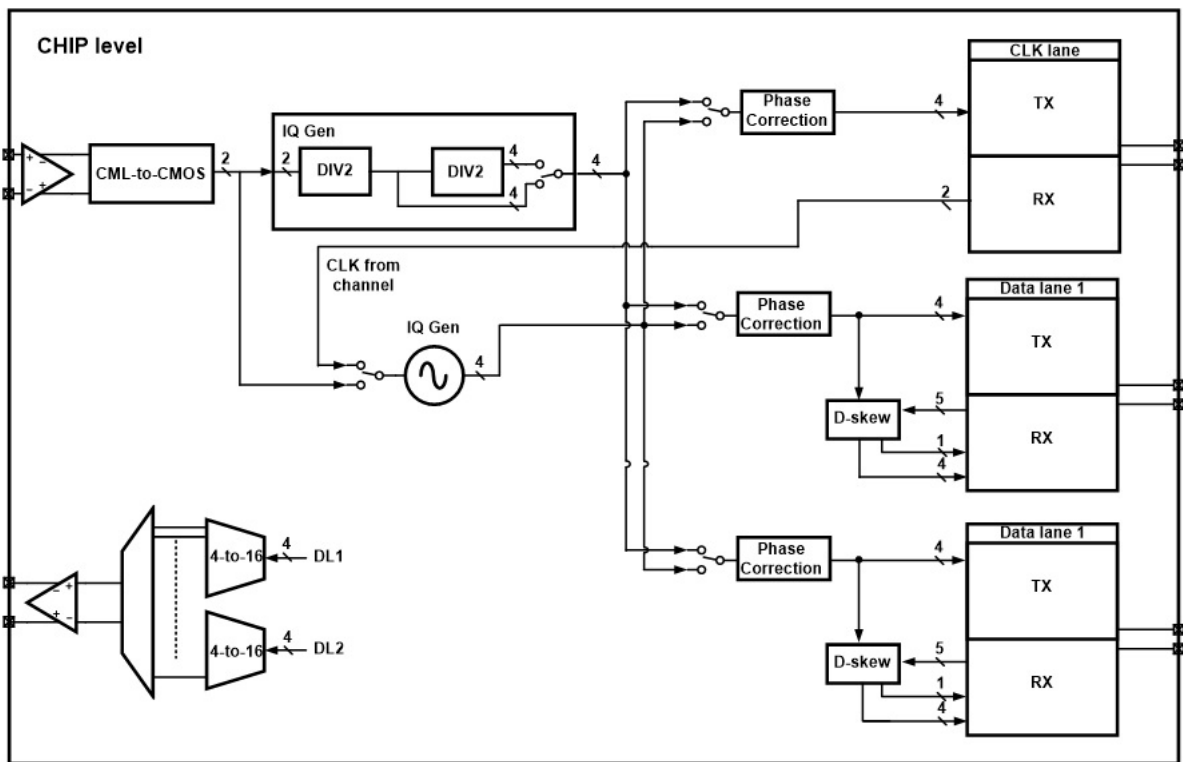 CHIP level
CLK lane
TX
RX
Phase
Correction
4
4
2
IQ Gen
DIV2
DIV2
2
4
4
4
CML-to-CMOS
2
+ −
− +
CLK from
channel
IQ Gen
4
Data lane 1
TX
RX
Phase
Correction
4
D-skew
5
1
4
Data lane 1
TX
RX
Phase
Correction
4
D-skew
5
1
4
4-to-16
4
DL1
4-to-16
4
DL2
− +
+ −